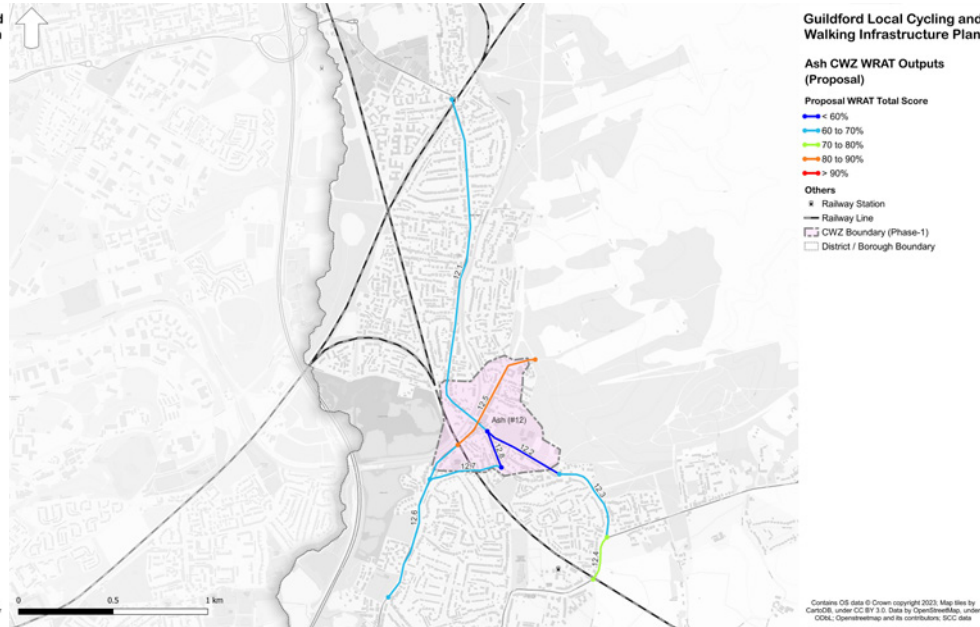 Guildford Local Cycling and
Walking Infrastructure Plan
Ash CWZ WRAT Outputs
(Proposal)
Proposal WRAT Total Score
< 60%
60 to 70%
70 to 80%
80 to 90%
> 90%
Others
Railway Station
Railway Line
CWZ Boundary (Phase-1)
District / Borough Boundary
12.1
12.5
Ash (#12)
12.2
12.7
12.3
12.6
12.4
0 0.5 1 km
Contains OS data © Crown copyright 2023; Map tiles by
CartoDB, under CC BY 3.0. Data by OpenStreetMap, under
ODbL; Openstreetmap and its contributors; SCC data